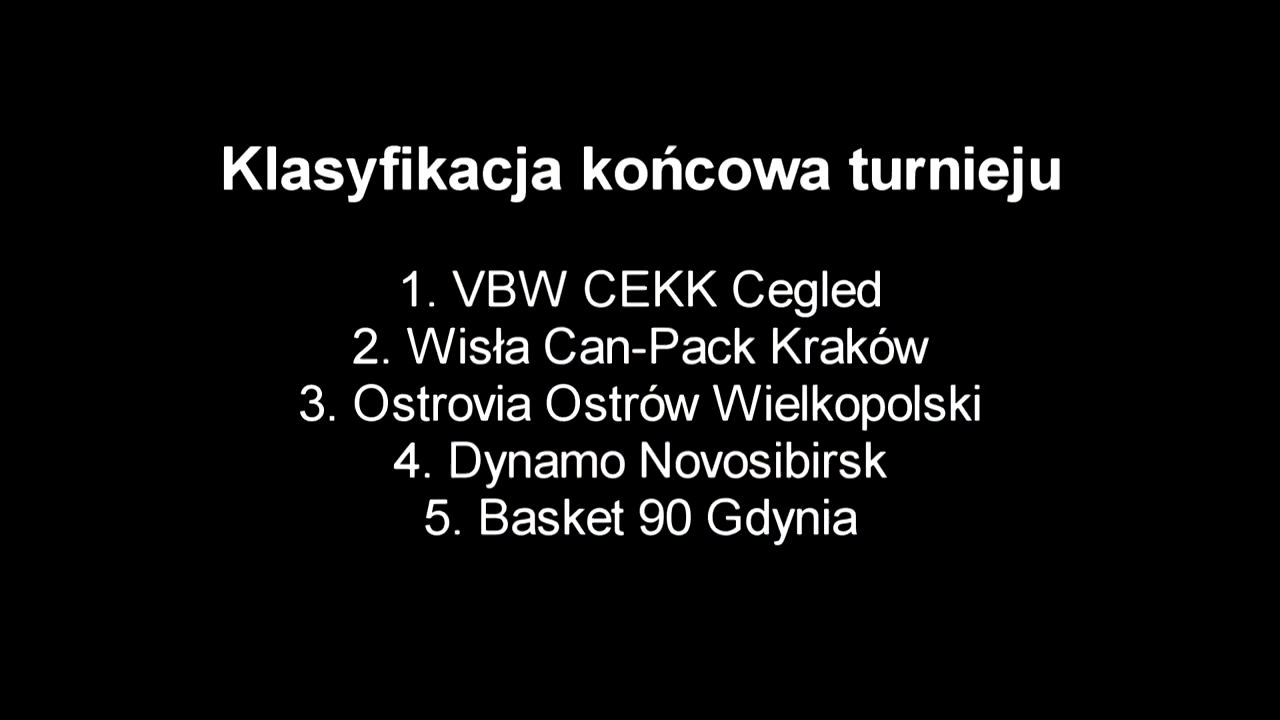 Klasyfikacja końcowa turnieju
1. VBW CEKK Cegled
2. Wisła Can-Pack Kraków
3. Ostrovia Ostrów Wielkopolski
4. Dynamo Novosibirsk
5. Basket 90 Gdynia